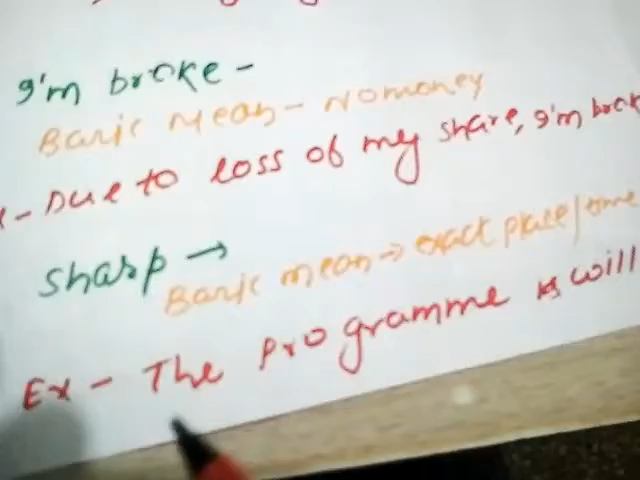 I'm broke -
Basic Mean - No money
x - Due to loss of my share, I'm brok
Sharp →
Basic mean → exact place/time
Ex - The programme is will